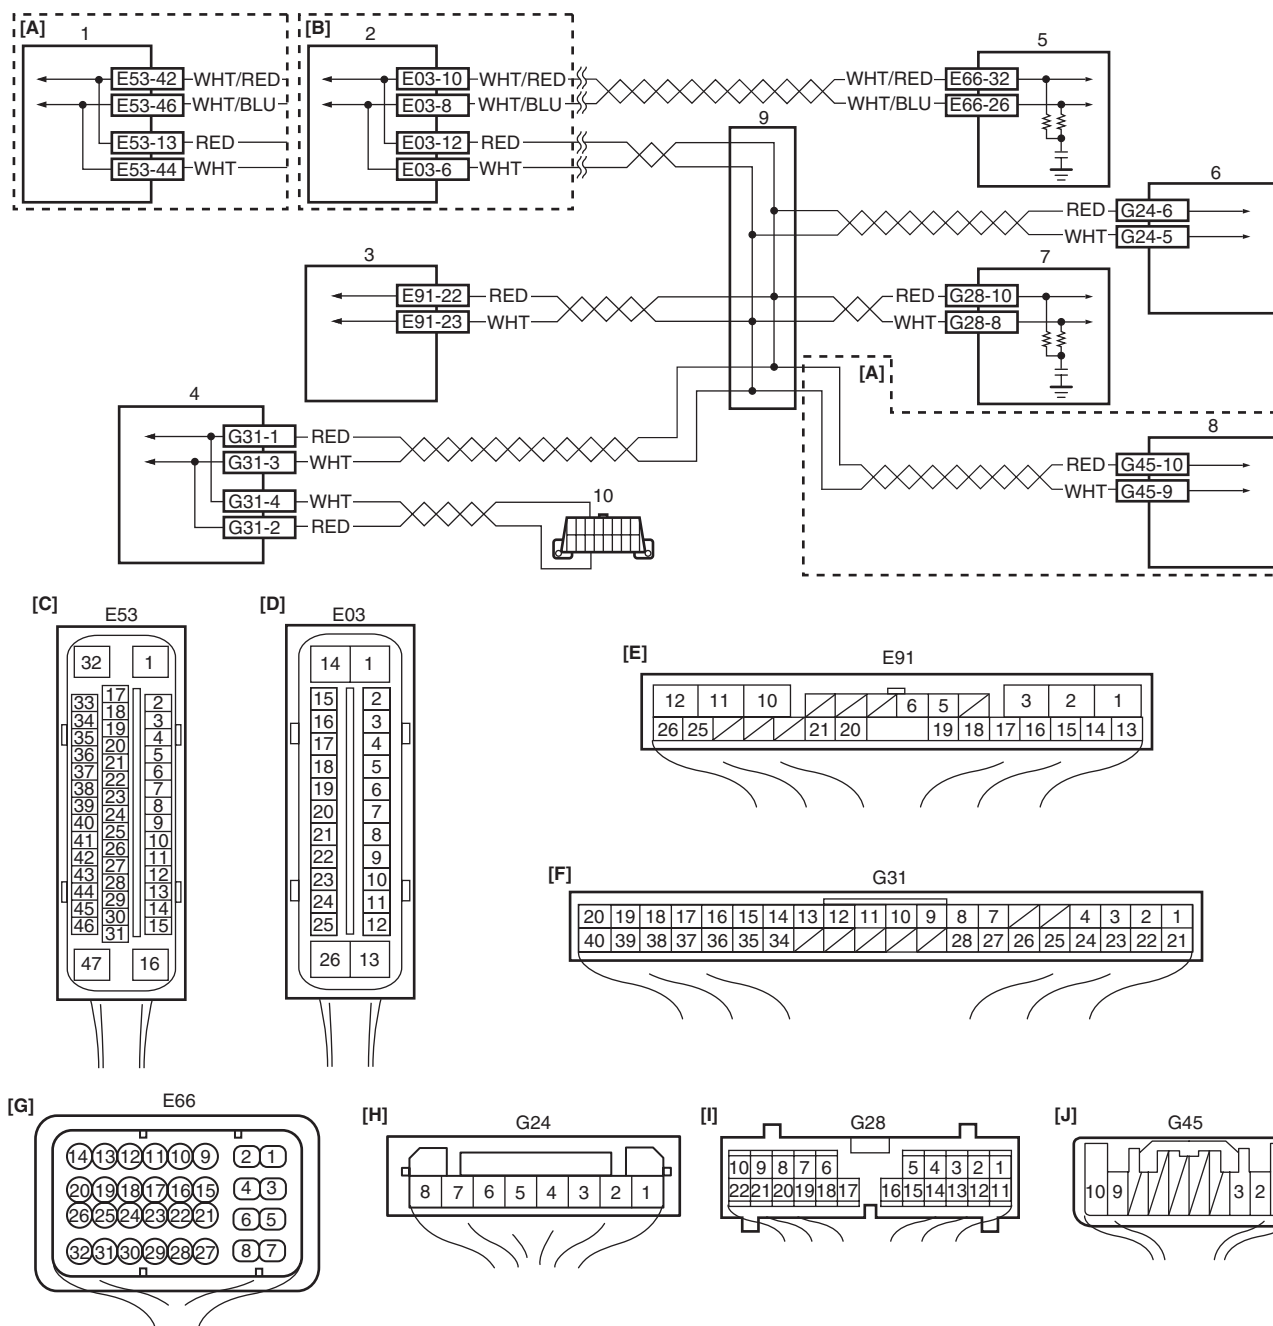 [A]
1
E53-42 WHT/RED
E53-46 WHT/BLU
E53-13 RED
E53-44 WHT
[B]
2
E03-10 WHT/RED
E03-8 WHT/BLU
E03-12 RED
E03-6 WHT
5
WHT/RED E66-32
WHT/BLU E66-26
9
6
RED G24-6
WHT G24-5
3
E91-22 RED
E91-23 WHT
7
RED G28-10
WHT G28-8
4
G31-1 RED
G31-3 WHT
G31-4 WHT
G31-2 RED
10
[A]
8
RED G45-10
WHT G45-9
[C]
E53
32 1
33 34 35 36 37 38 39 40 41 42 43 44 45 46
17 18 19 20 21 22 23 24 25 26 27 28 29 30 31
2 3 4 5 6 7 8 9 10 11 12 13 14 15
47 16
[D]
E03
14 1
15 2
16 3
17 4
18 5
19 6
20 7
21 8
22 9
23 10
24 11
25 12
26 13
[E]
E91
12 11 10 6 5 3 2 1
26 25 21 20 19 18 17 16 15 14 13
[F]
G31
20 19 18 17 16 15 14 13 12 11 10 9 8 7 4 3 2 1
40 39 38 37 36 35 34 28 27 26 25 24 23 22 21
[G]
E66
14 13 12 11 10 9 2 1
20 19 18 17 16 15 4 3
26 25 24 23 22 21 6 5
32 31 30 29 28 27 8 7
[H]
G24
8 7 6 5 4 3 2 1
[I]
G28
10 9 8 7 6 5 4 3 2 1
22 21 20 19 18 17 16 15 14 13 12 11
[J]
G45
10 9 3 2